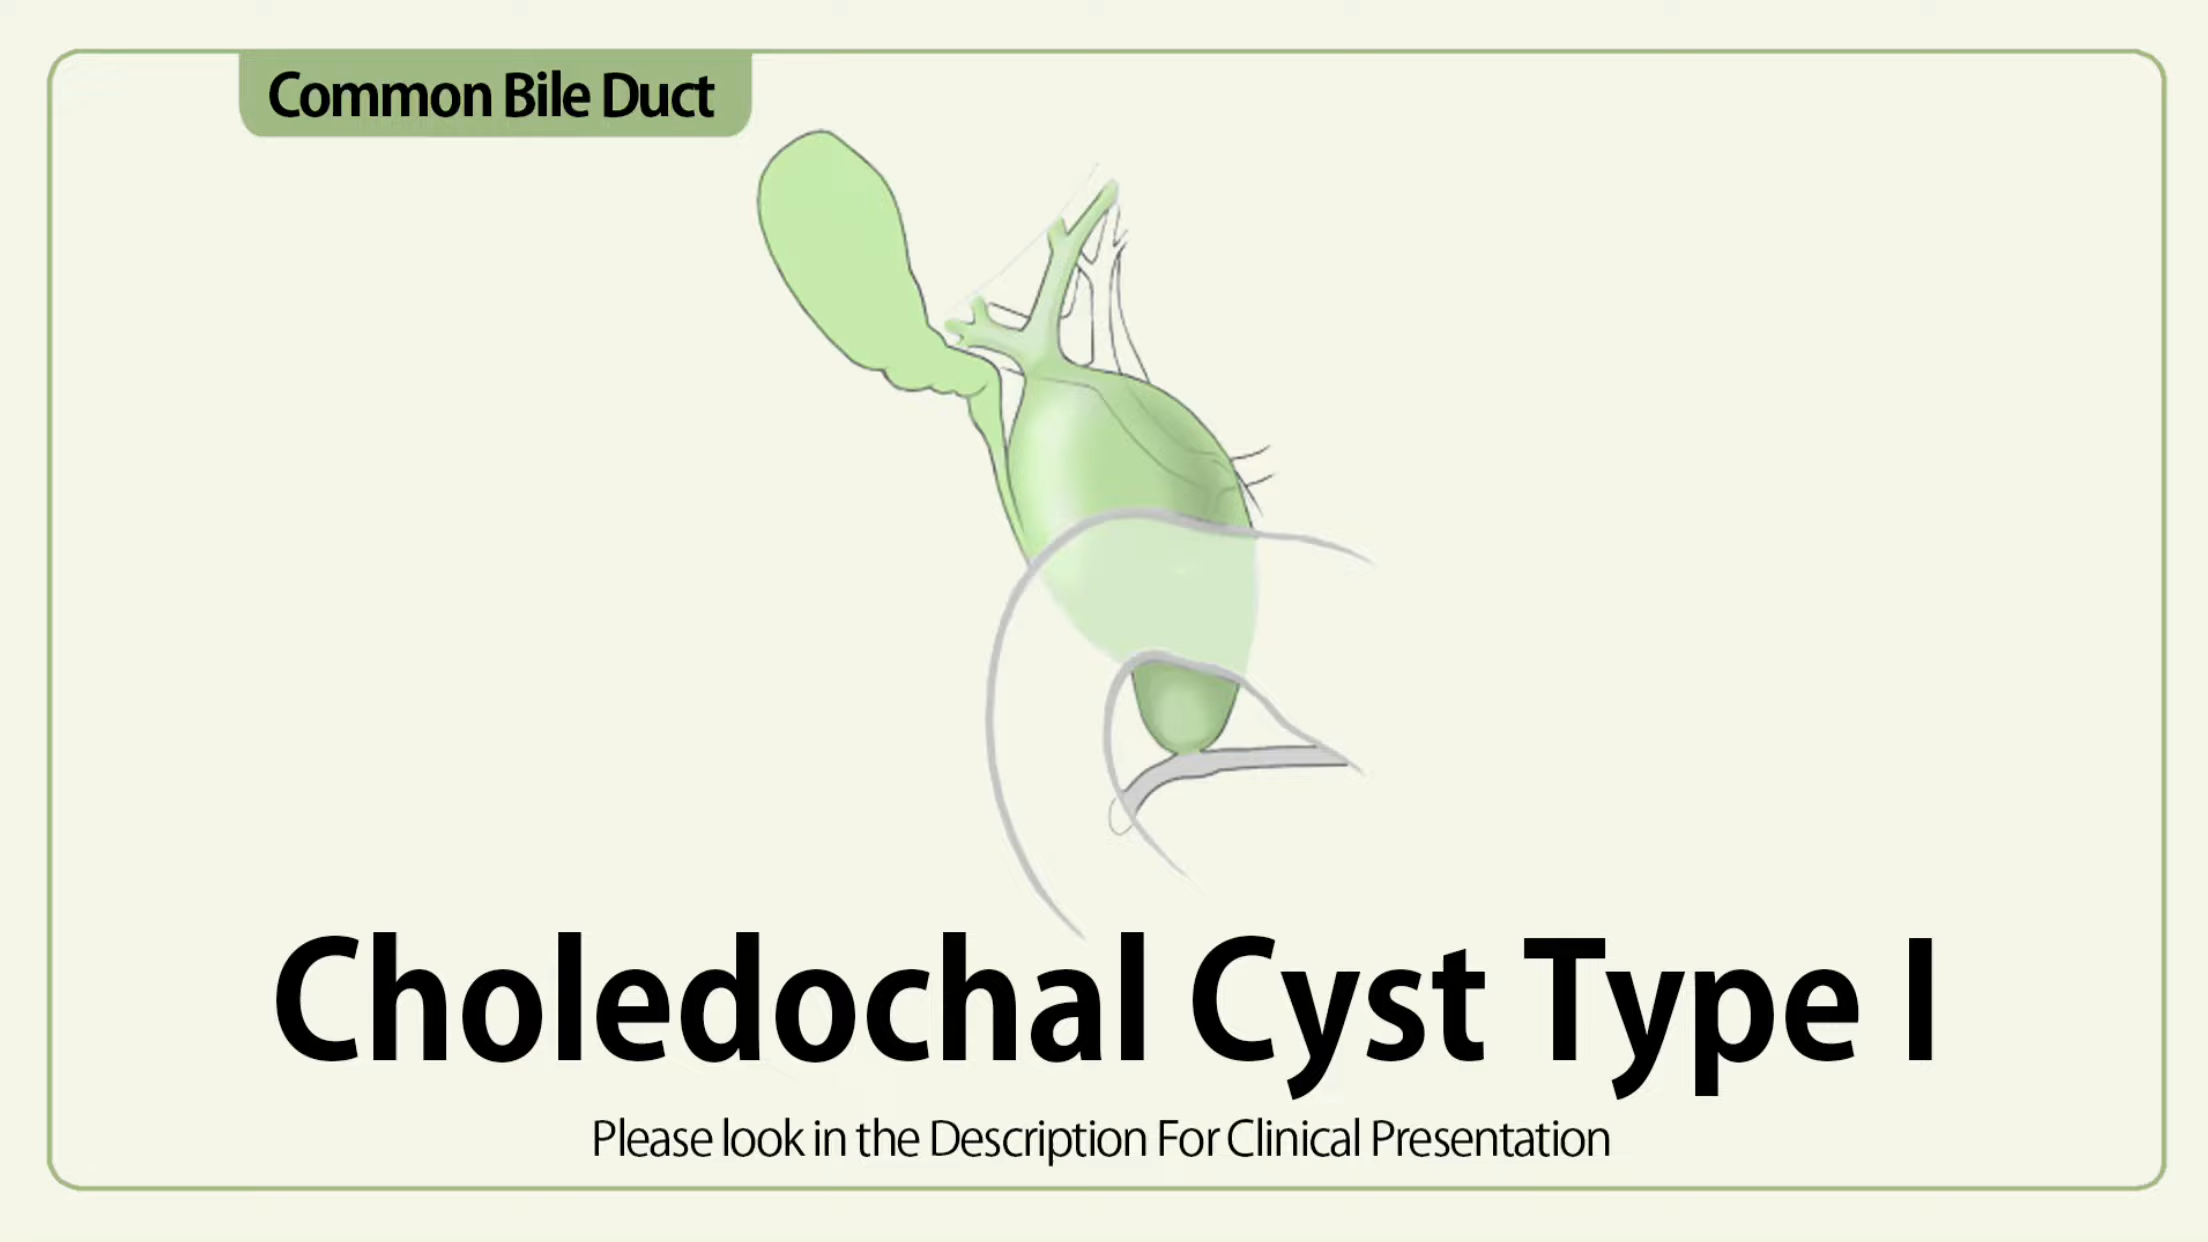 Common Bile Duct
Choledochal Cyst Type I
Please look in the Description For Clinical Presentation